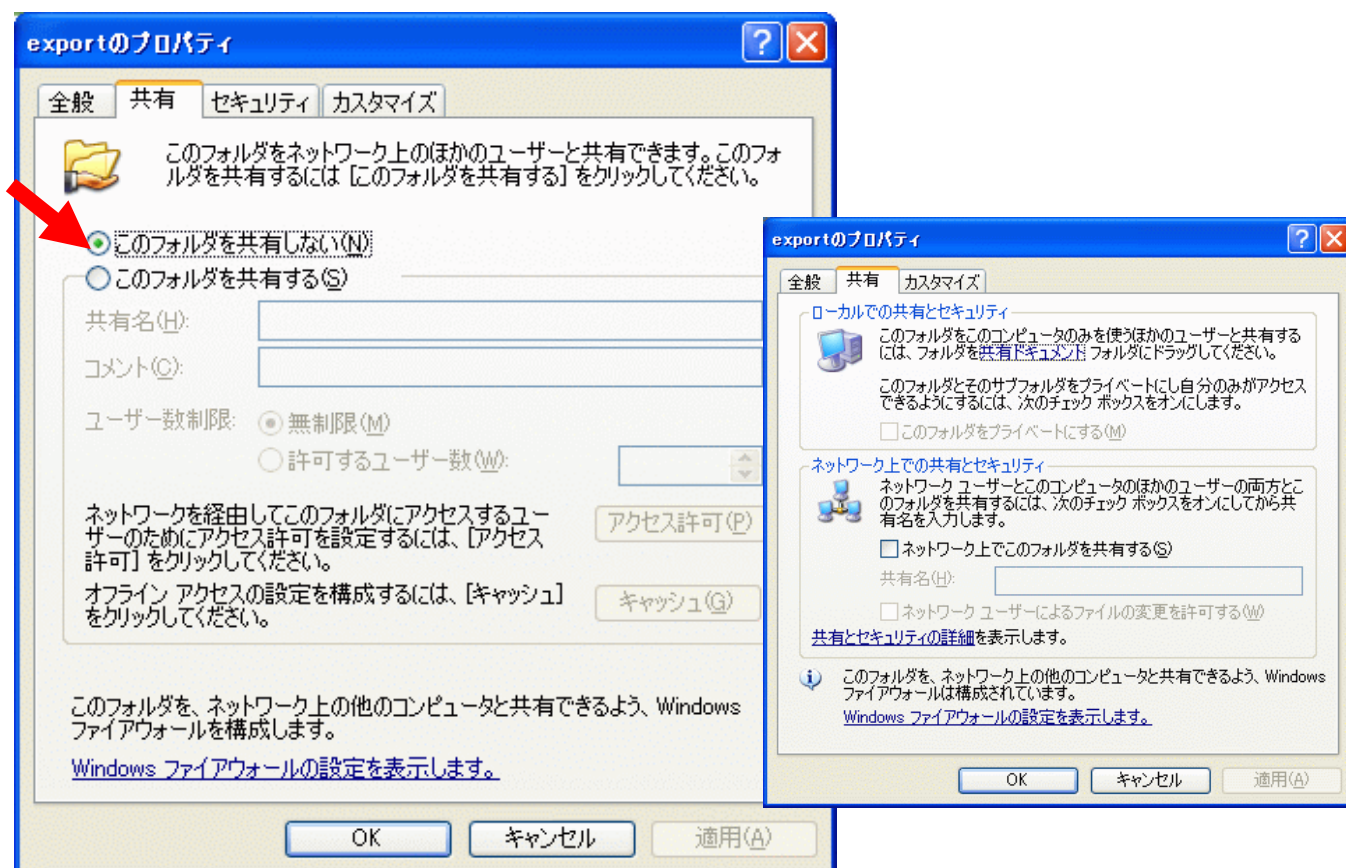 exportのプロパティ
全般 共有 セキュリティ カスタマイズ
このフォルダをネットワーク上のほかのユーザーと共有できます。このフォ
ルダを共有するには [このフォルダを共有する] をクリックしてください。
このフォルダを共有しない(N)
このフォルダを共有する(S)
共有名(H):
コメント(C):
ユーザー数制限: 無制限(M)
許可するユーザー数(W):
ネットワークを経由してこのフォルダにアクセスするユー
ザーのためにアクセス許可を設定するには、[アクセス
許可] をクリックしてください。
アクセス許可(P)
オフライン アクセスの設定を構成するには、[キャッシュ]
をクリックしてください。
キャッシュ(G)
このフォルダを、ネットワーク上の他のコンピュータと共有できるよう、Windows
ファイアウォールを構成します。
Windows ファイアウォールの設定を表示します。
OK キャンセル 適用(A)
exportのプロパティ
全般 共有 カスタマイズ
ローカルでの共有とセキュリティ
このフォルダをこのコンピュータのみを使うほかのユーザーと共有する
には、フォルダを共有ドキュメント フォルダにドラッグしてください。
このフォルダとそのサブフォルダをプライベートにし自分のみがアクセス
できるようにするには、次のチェック ボックスをオンにします。
このフォルダをプライベートにする(M)
ネットワーク上での共有とセキュリティ
ネットワーク ユーザーとこのコンピュータのほかのユーザーの両方とこ
のフォルダを共有するには、次のチェック ボックスをオンにしてから共
有名を入力します。
ネットワーク上でこのフォルダを共有する(S)
共有名(H):
ネットワーク ユーザーによるファイルの変更を許可する(W)
共有とセキュリティの詳細を表示します。
このフォルダを、ネットワーク上の他のコンピュータと共有できるよう、Windows
ファイアウォールは構成されています。
Windows ファイアウォールの設定を表示します。
OK キャンセル 適用(A)